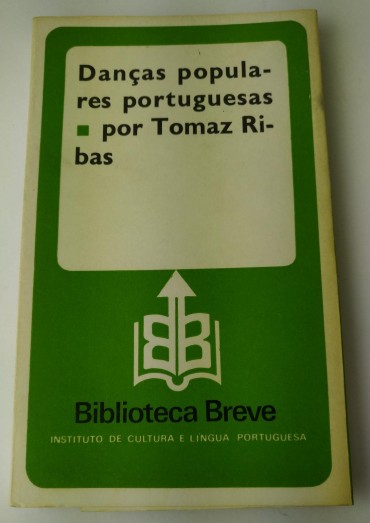 Danças popula-
res portuguesas
▪ por Tomaz Ri-
bas
BB
Biblioteca Breve
INSTITUTO DE CULTURA E LÍNGUA PORTUGUESA